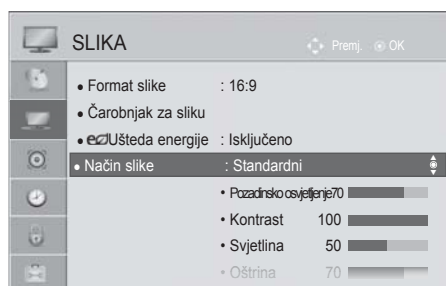 SLIKA
Premj. OK
• Format slike : 16:9
• Čarobnjak za sliku
• eco Ušteda energije : Isključeno
• Način slike : Standardni
• Pozadinsko osvjetljenje 70
• Kontrast 100
• Svjetlina 50
• Oštrina 70